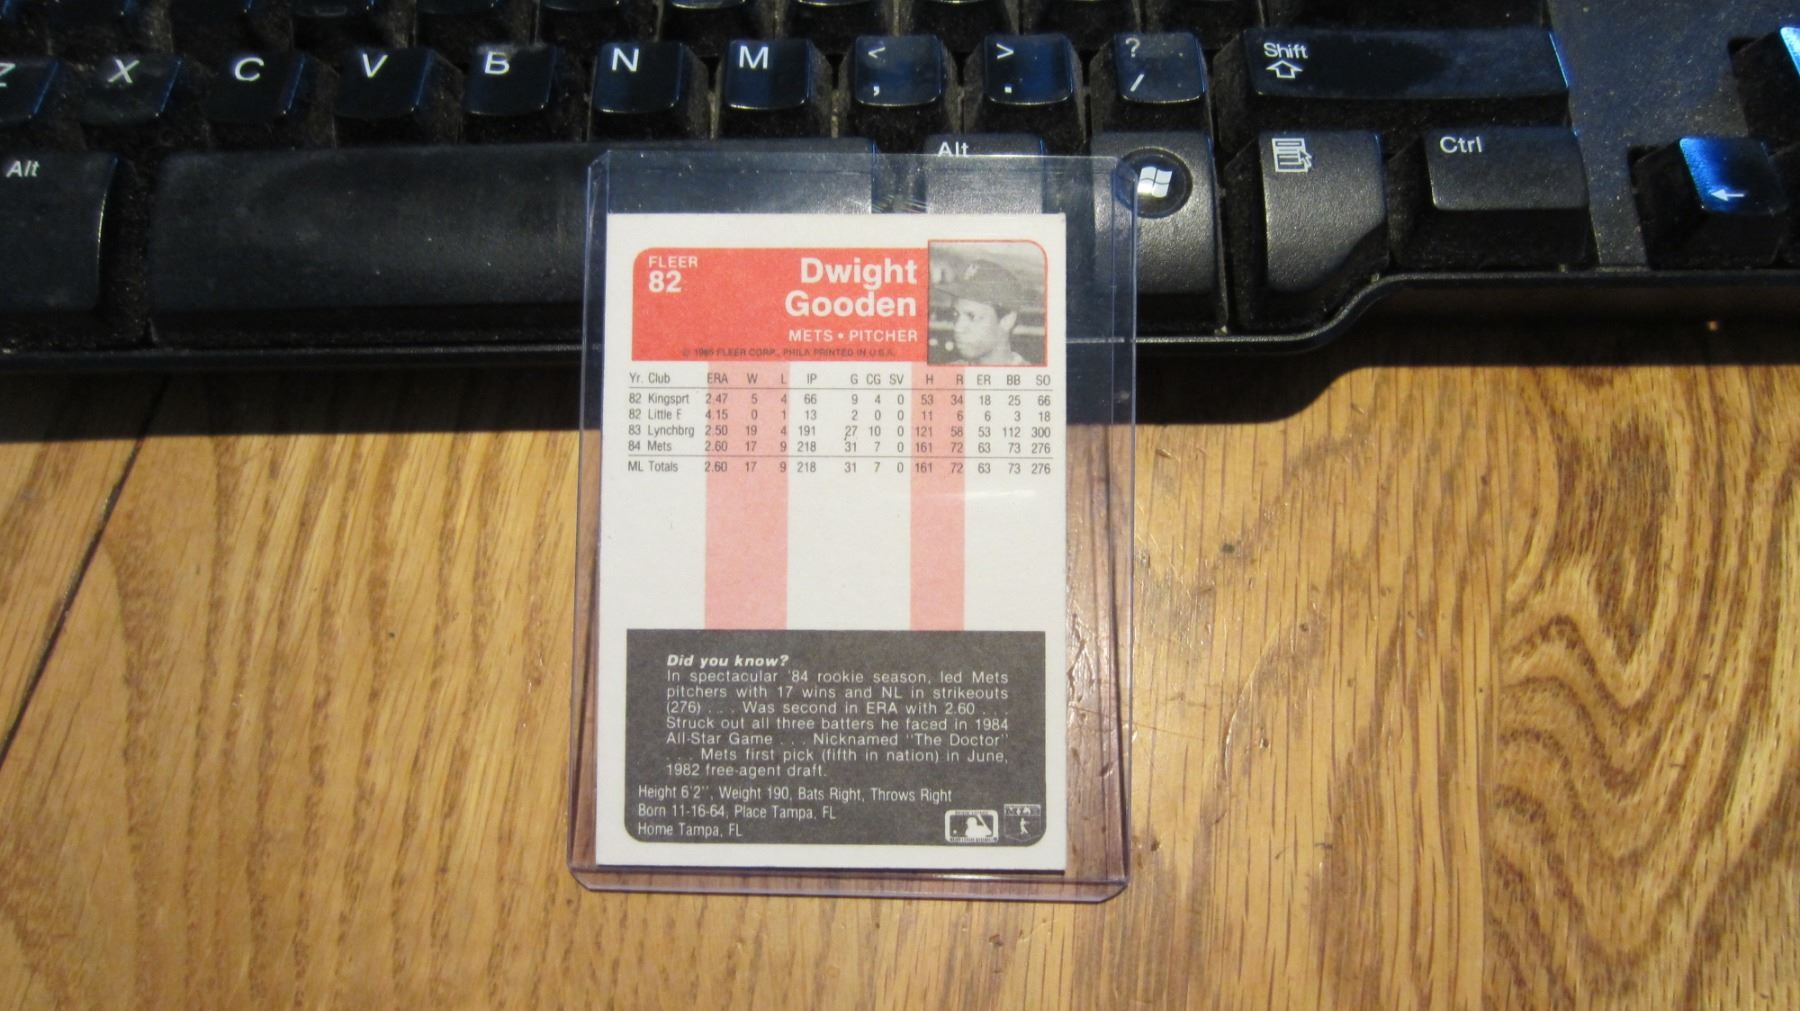 Z X C V B N M < , > . ? / Shift
Alt Alt Ctrl
FLEER
82
Dwight
Gooden
METS • PITCHER
© 1985 FLEER CORP., PHILA PRINTED IN U.S.A.
Yr. Club ERA W L IP G CG SV H R ER BB SO
82 Kingsprt 2.47 5 4 66 9 4 0 53 34 18 25 66
82 Little F 4.15 0 1 13 2 0 0 11 6 6 3 18
83 Lynchbrg 2.50 19 4 191 27 10 0 121 58 53 112 300
84 Mets 2.60 17 9 218 31 7 0 161 72 63 73 276
ML Totals 2.60 17 9 218 31 7 0 161 72 63 73 276
Did you know?
In spectacular '84 rookie season, led Mets
pitchers with 17 wins and NL in strikeouts
(276) . . . Was second in ERA with 2.60 . . .
Struck out all three batters he faced in 1984
All-Star Game . . . Nicknamed "The Doctor"
. . . Mets first pick (fifth in nation) in June,
1982 free-agent draft.
Height 6'2", Weight 190, Bats Right, Throws Right
Born 11-16-64, Place Tampa, FL
Home Tampa, FL